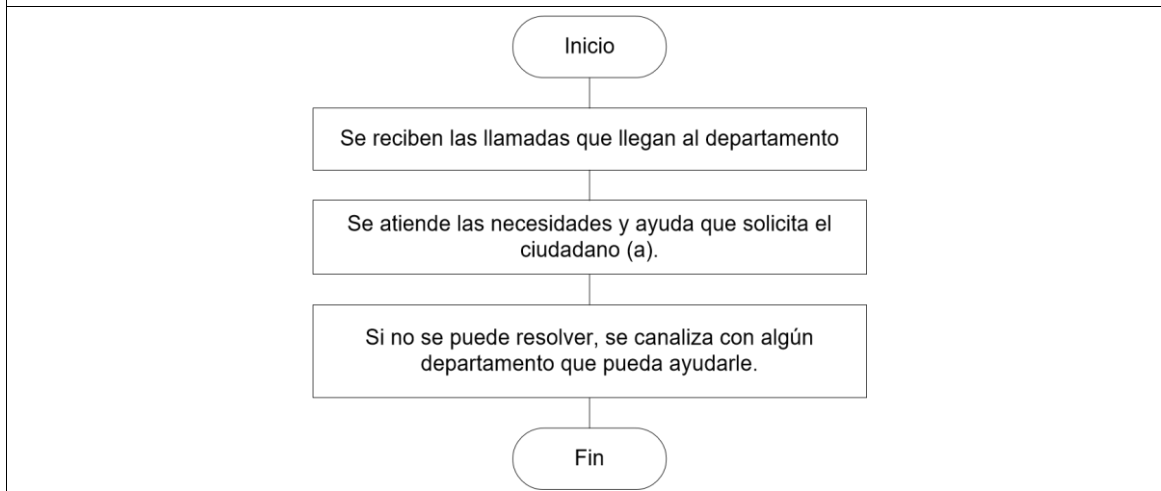 Inicio
Se reciben las llamadas que llegan al departamento
Se atiende las necesidades y ayuda que solicita el
ciudadano (a).
Si no se puede resolver, se canaliza con algún
departamento que pueda ayudarle.
Fin